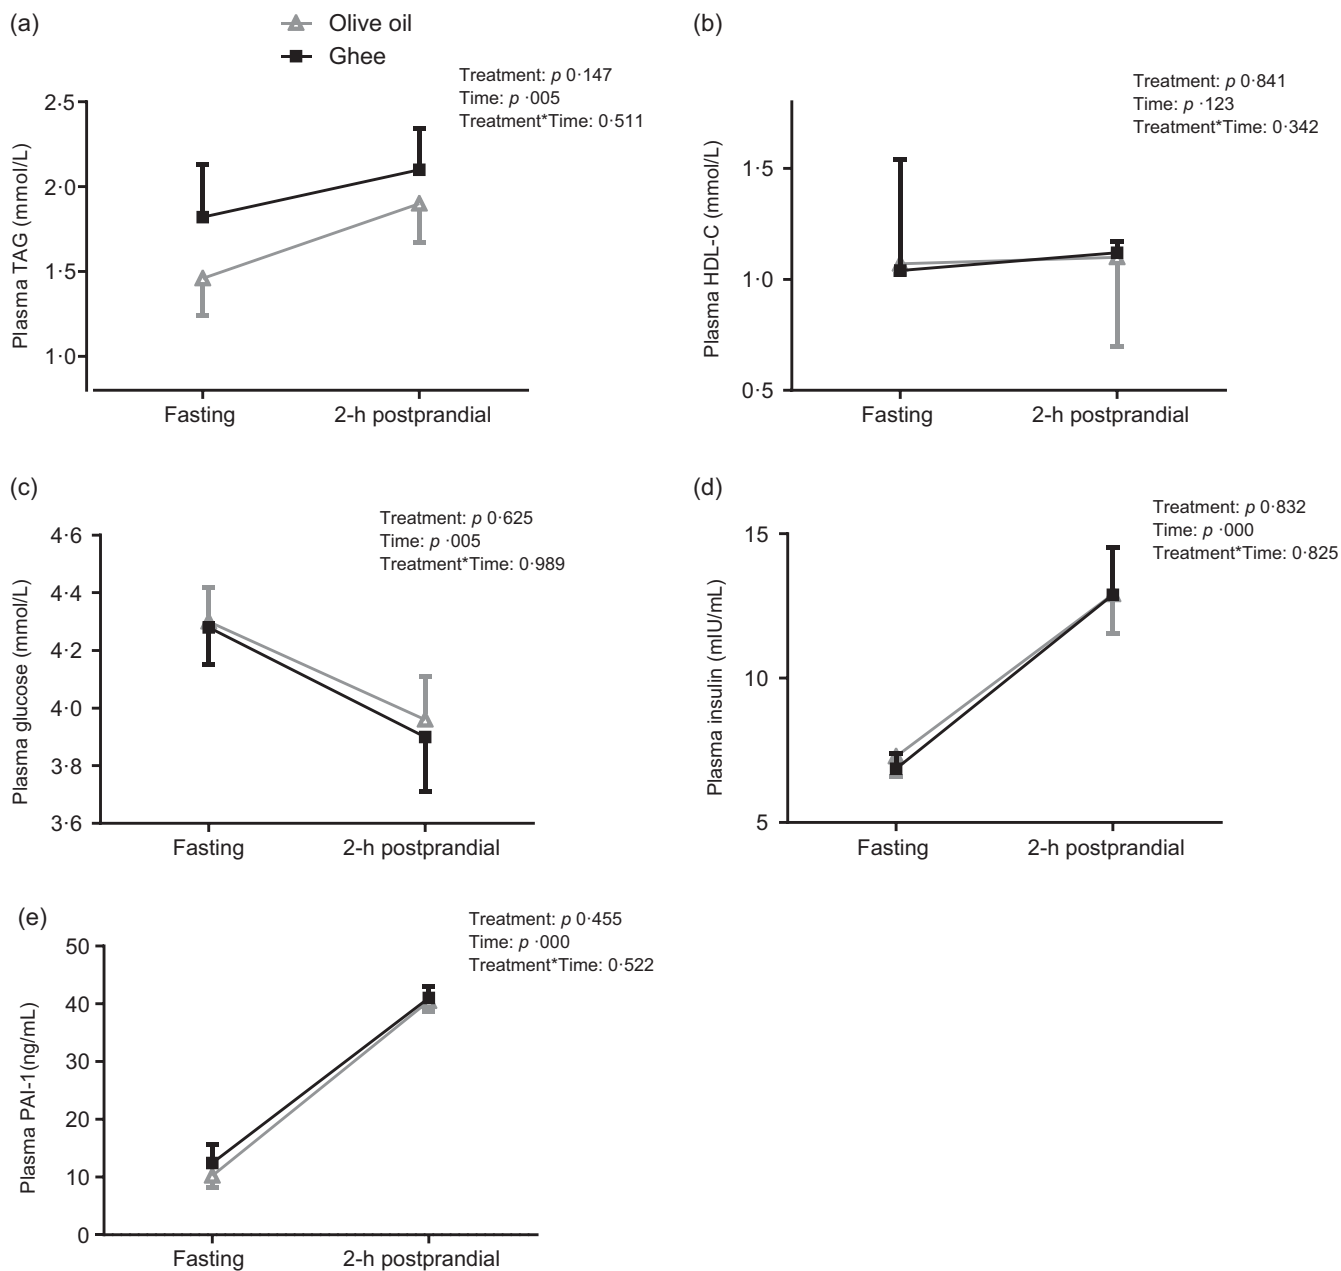 (a)
Olive oil
Ghee
Treatment: p 0·147
Time: p ·005
Treatment*Time: 0·511
Plasma TAG (mmol/L)
2·5
2·0
1·5
1·0
Fasting 2-h postprandial
(b)
Treatment: p 0·841
Time: p ·123
Treatment*Time: 0·342
Plasma HDL-C (mmol/L)
1·5
1·0
0·5
Fasting 2-h postprandial
(c)
Treatment: p 0·625
Time: p ·005
Treatment*Time: 0·989
Plasma glucose (mmol/L)
4·6
4·4
4·2
4·0
3·8
3·6
Fasting 2-h postprandial
(d)
Treatment: p 0·832
Time: p ·000
Treatment*Time: 0·825
Plasma insulin (mIU/mL)
15
10
5
Fasting 2-h postprandial
(e)
Treatment: p 0·455
Time: p ·000
Treatment*Time: 0·522
Plasma PAI-1(ng/mL)
50
40
30
20
10
0
Fasting 2-h postprandial